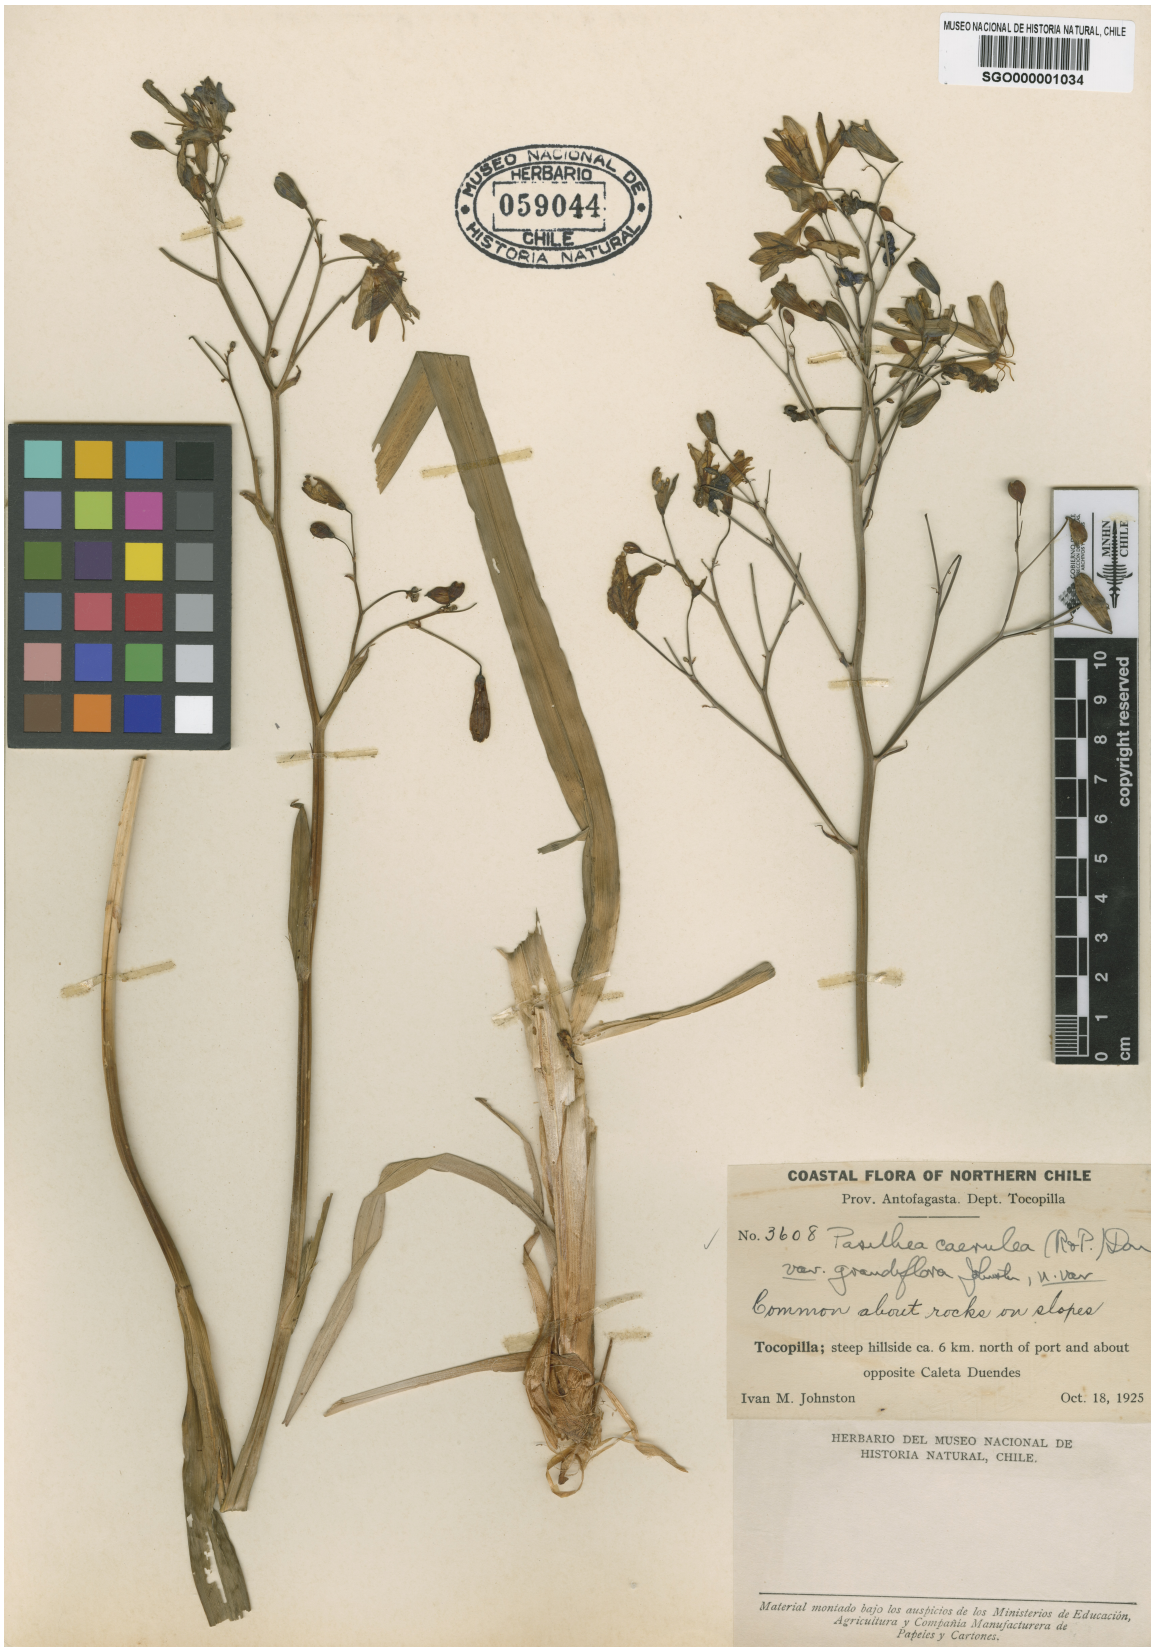 MUSEO NACIONAL DE HISTORIA NATURAL, CHILE
SGO000001034
MUSEO NACIONAL DE
HERBARIO
059044
CHILE
HISTORIA NATURAL
GOBIERNO DE
MNHN
CHILE
10
9
8
7
6
5
4
3
2
1
0
cm
copyright reserved
COASTAL FLORA OF NORTHERN CHILE
Prov. Antofagasta. Dept. Tocopilla
No. 3608 Pasithea caerulea (R&P.) Don
var. grandiflora Johnstn, n. var
Common about rocks on slopes
Tocopilla; steep hillside ca. 6 km. north of port and about
opposite Caleta Duendes
Ivan M. Johnston Oct. 18, 1925
HERBARIO DEL MUSEO NACIONAL DE
HISTORIA NATURAL, CHILE.
Material montado bajo los auspicios de los Ministerios de Educación,
Agricultura y Compañia Manufacturera de
Papeles y Cartones.